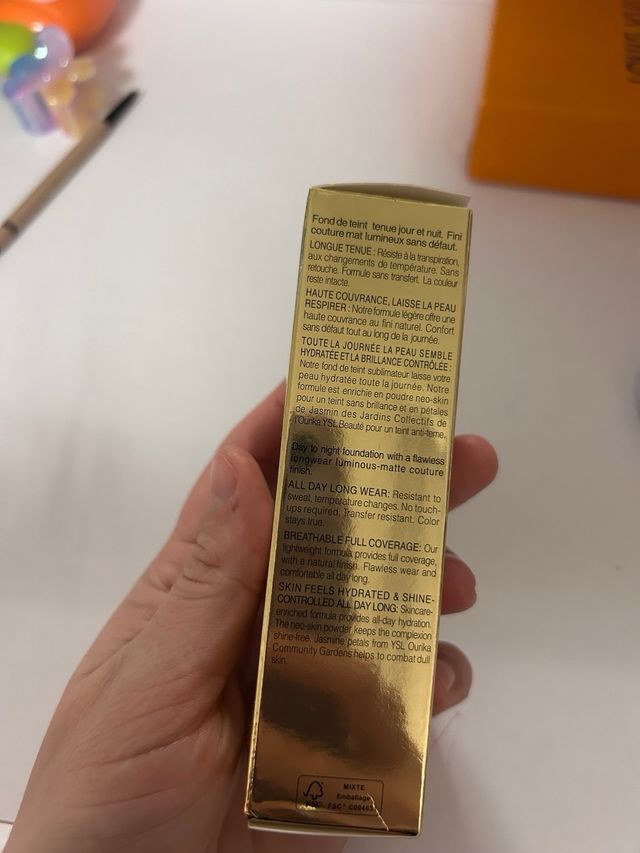 Fond de teint tenue jour et nuit. Fini
couture mat lumineux sans défaut.
LONGUE TENUE : Résiste à la transpiration,
aux changements de température. Sans
retouche. Formule sans transfert. La couleur
reste intacte.
HAUTE COUVRANCE, LAISSE LA PEAU
RESPIRER : Notre formule légère offre une
haute couvrance au fini naturel. Confort
sans défaut tout au long de la journée.
TOUTE LA JOURNÉE LA PEAU SEMBLE
HYDRATÉE ET LA BRILLANCE CONTRÔLÉE :
Notre fond de teint sublimateur laisse votre
peau hydratée toute la journée. Notre
formule est enrichie en poudre neo-skin
pour un teint sans brillance et en pétales
de Jasmin des Jardins Collectifs de
l'Ourika YSL Beauté pour un teint anti-terne.
Day to night foundation with a flawless
longwear luminous-matte couture
finish.
ALL DAY LONG WEAR: Resistant to
sweat, temperature changes. No touch-
ups required. Transfer resistant. Color
stays true.
BREATHABLE FULL COVERAGE: Our
lightweight formula provides full coverage,
with a natural finish. Flawless wear and
comfortable all day long.
SKIN FEELS HYDRATED & SHINE-
CONTROLLED ALL DAY LONG: Skincare-
enriched formula provides all-day hydration.
The neo-skin powder keeps the complexion
shine-free. Jasmine petals from YSL Ourika
Community Gardens helps to combat dull
skin.
MIXTE
Emballage
FSC
FSC®
LOUIS